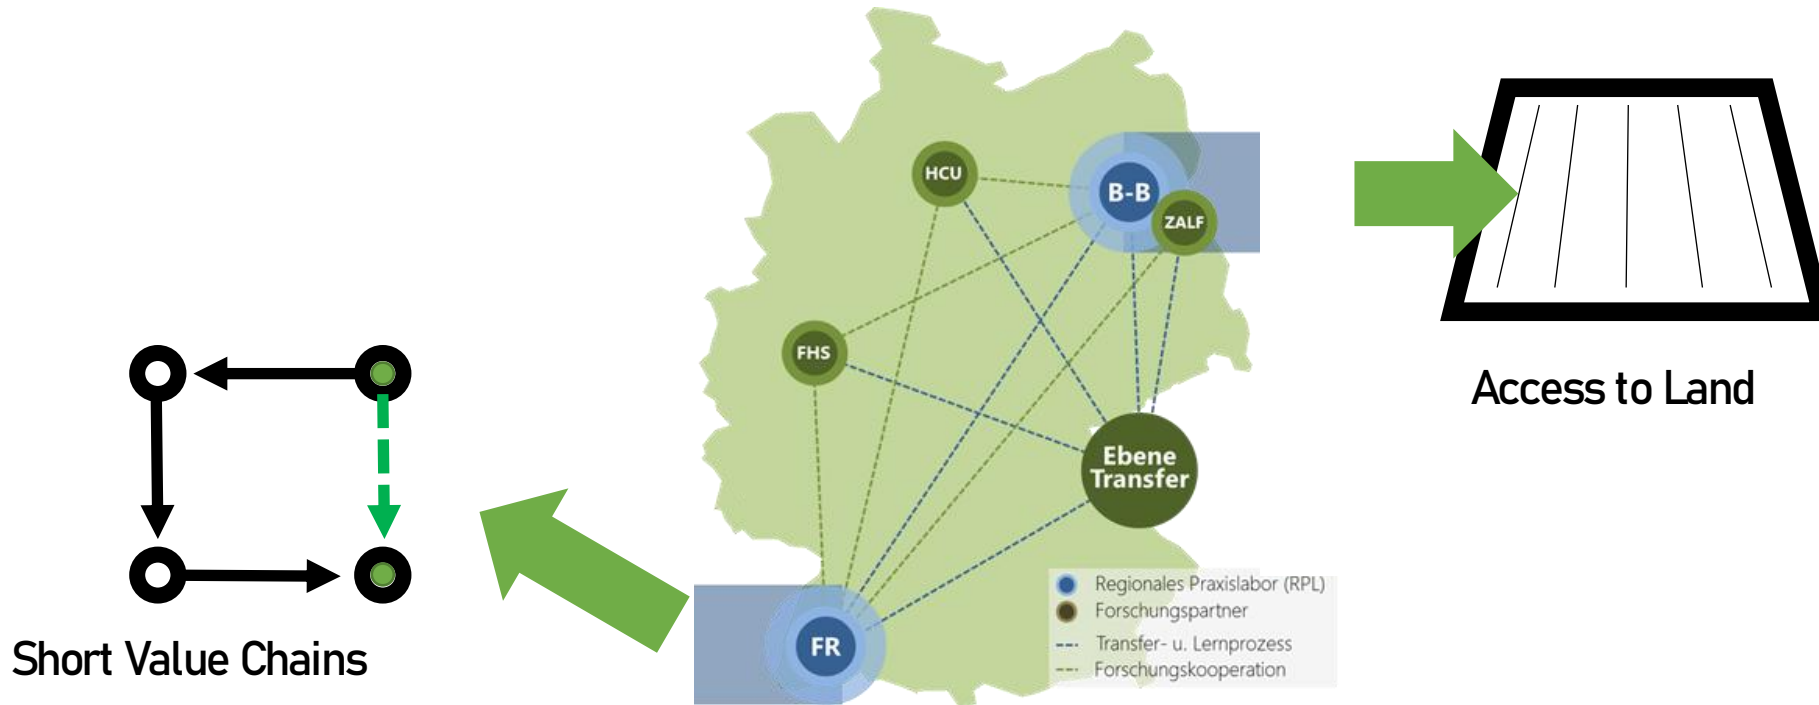 HCU
B-B
ZALF
FHS
Access to Land
Ebene
Transfer
Regionales Praxislabor (RPL)
Forschungspartner
Transfer- u. Lernprozess
Forschungskooperation
FR
Short Value Chains